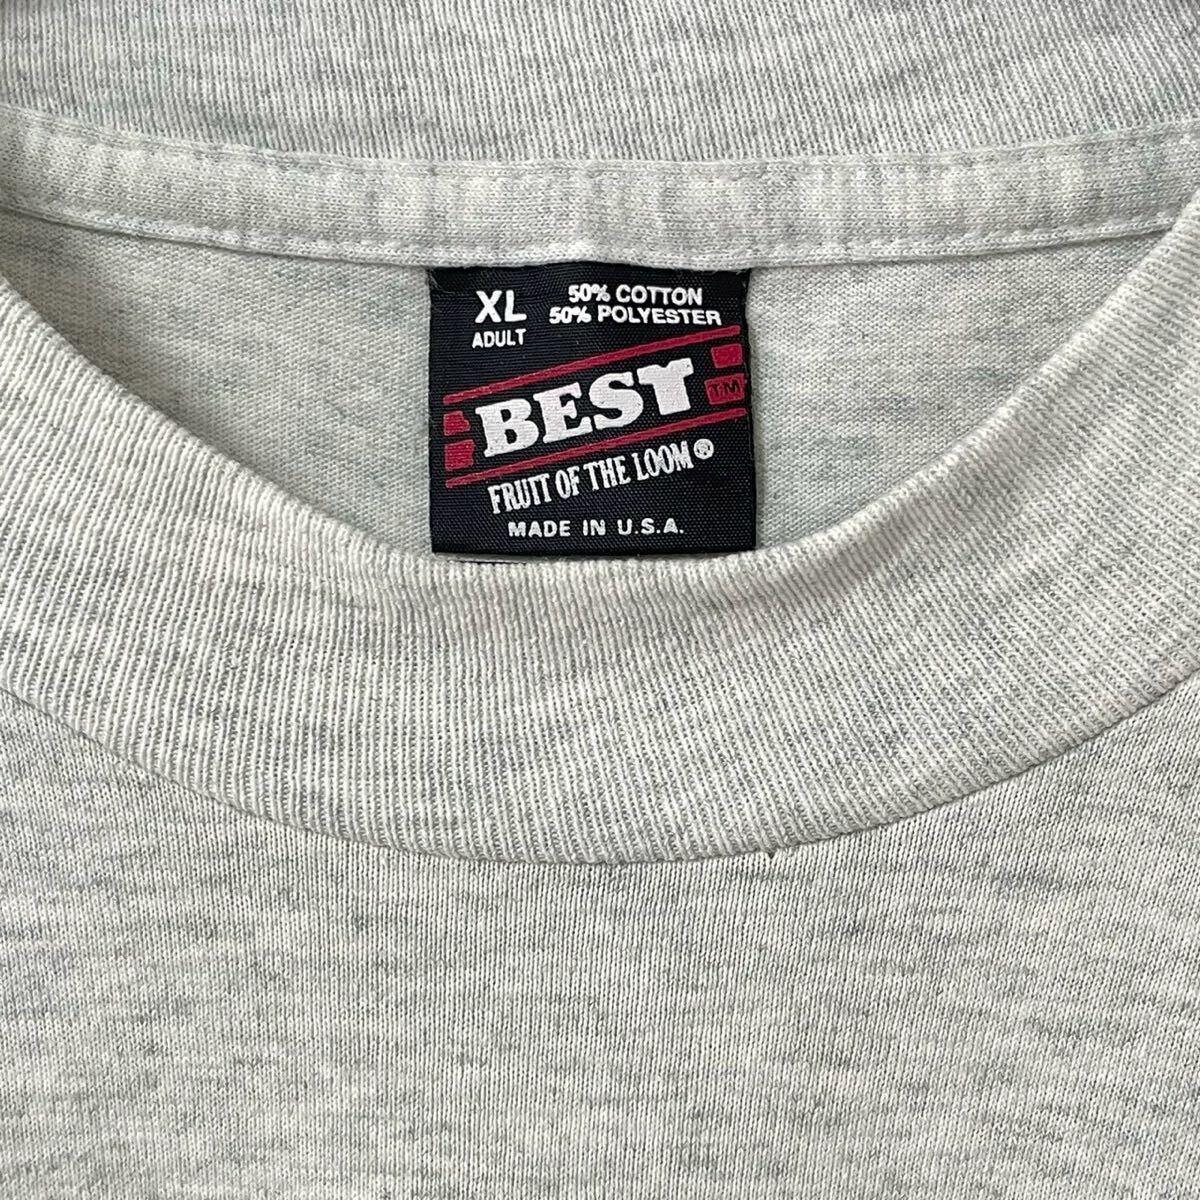 XL
ADULT
50% COTTON
50% POLYESTER
BEST
TM
FRUIT OF THE LOOM®
MADE IN U.S.A.